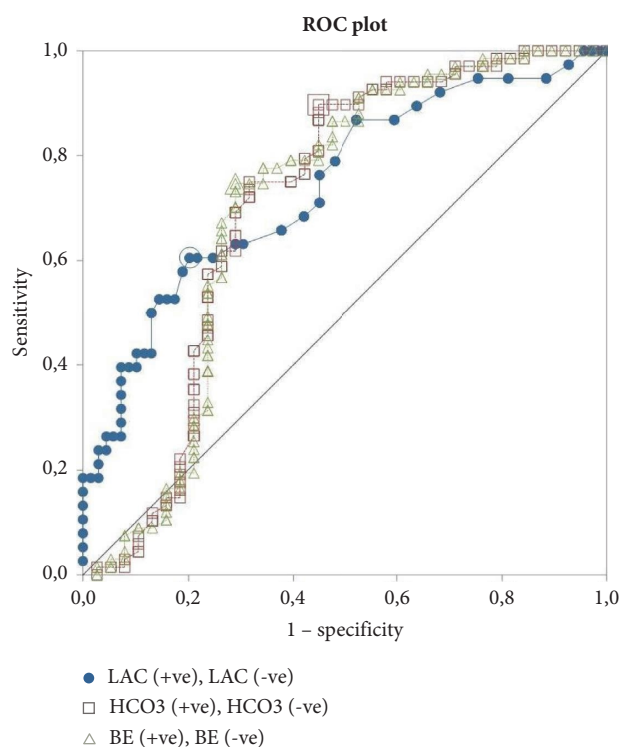 ROC plot
1,0
0,8
0,6
0,4
0,2
0,0
Sensitivity
0,0 0,2 0,4 0,6 0,8 1,0
1 – specificity
LAC (+ve), LAC (-ve)
HCO3 (+ve), HCO3 (-ve)
BE (+ve), BE (-ve)